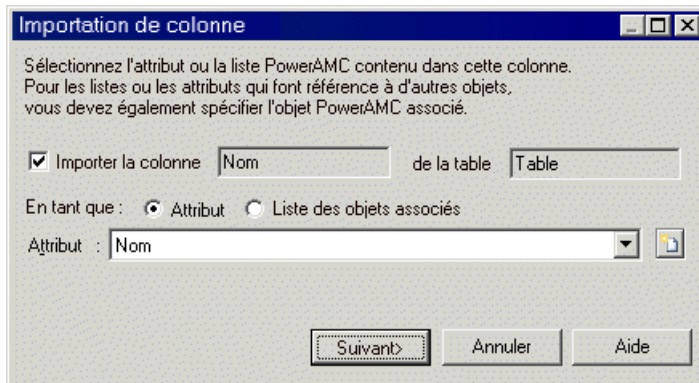 Importation de colonne
Sélectionnez l'attribut ou la liste PowerAMC contenu dans cette colonne.
Pour les listes ou les attributs qui font référence à d'autres objets,
vous devez également spécifier l'objet PowerAMC associé.
Importer la colonne Nom de la table Table
En tant que : Attribut Liste des objets associés
Attribut : Nom
Suivant> Annuler Aide